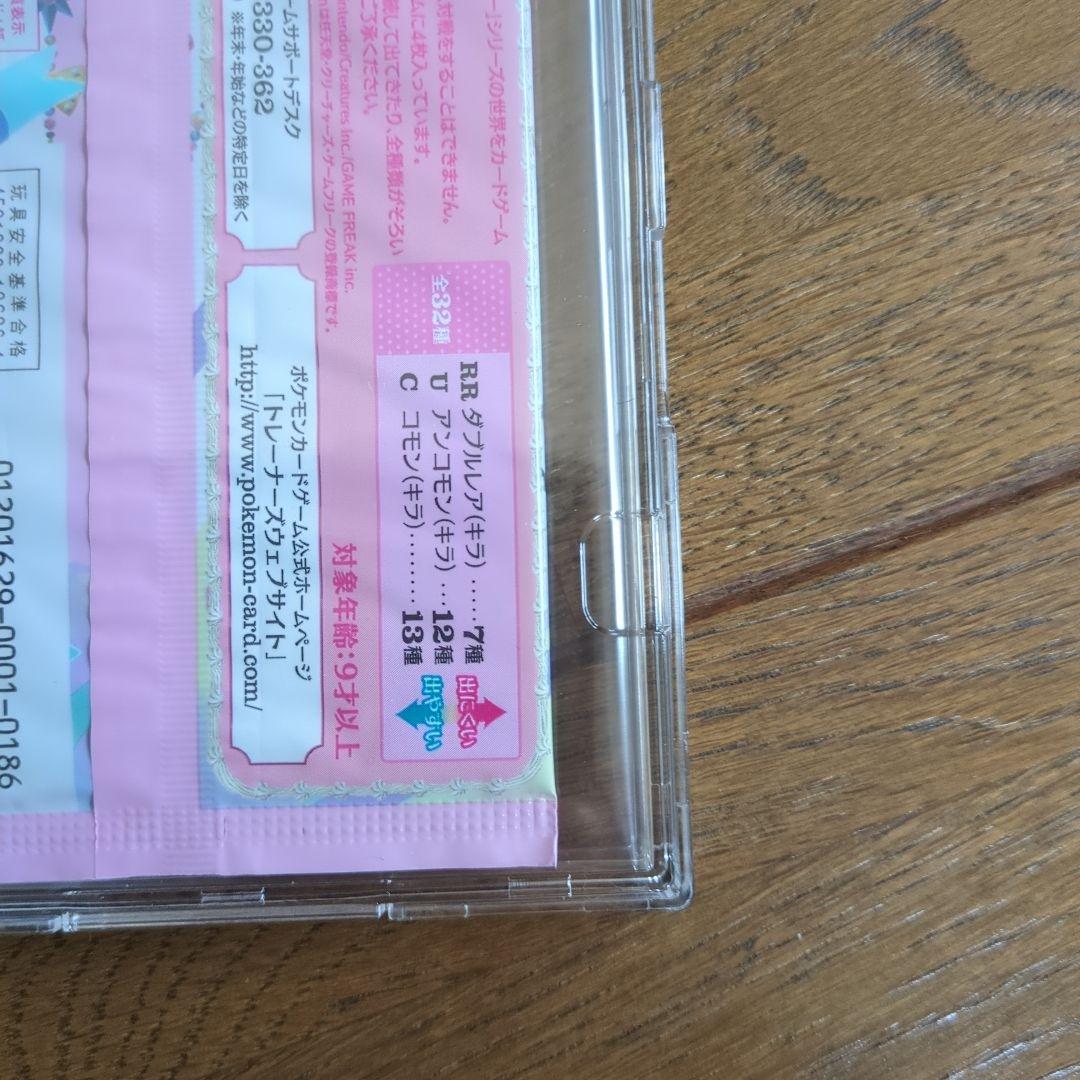 」シリーズの世界をカードゲーム
対戦をすることはできません。
ムに4枚入っています。
して出てきたり、全種類がそろい
ご了承ください。
Nintendo/Creatures Inc./GAME FREAK inc.
は任天堂・クリーチャーズ・ゲームフリークの登録商標です。
ームサポートデスク
330-362
※年末・年始などの特定日を除く
全32種
RR ダブルレア(キラ)‥‥‥7種
U アンコモン(キラ)‥‥12種
C コモン(キラ)‥‥‥‥13種
出にくい
出やすい
対象年齢:9才以上
ポケモンカードゲーム公式ホームページ
「トレーナーズウェブサイト」
http://www.pokemon-card.com/
表示
玩具安全基準合格
01201629-0001-0186